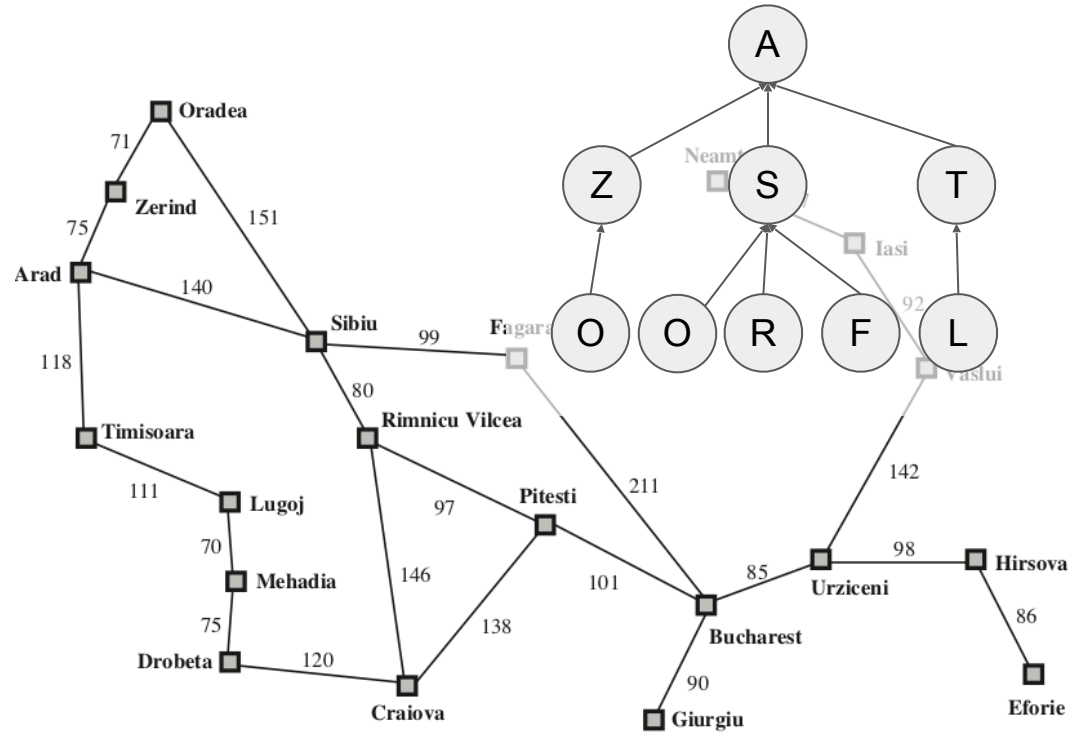 A
Oradea
71
Neamt
Z
S
T
Zerind
75
151
Iasi
Arad
140
92
Sibiu
Fagara
O
O
R
F
L
99
118
80
Vaslui
Timisoara
Rimnicu Vilcea
111
211
142
Lugoj
97
Pitesti
70
146
101
85
98
Hirsova
Mehadia
Urziceni
75
138
86
Drobeta
120
Bucharest
Craiova
90
Giurgiu
Eforie